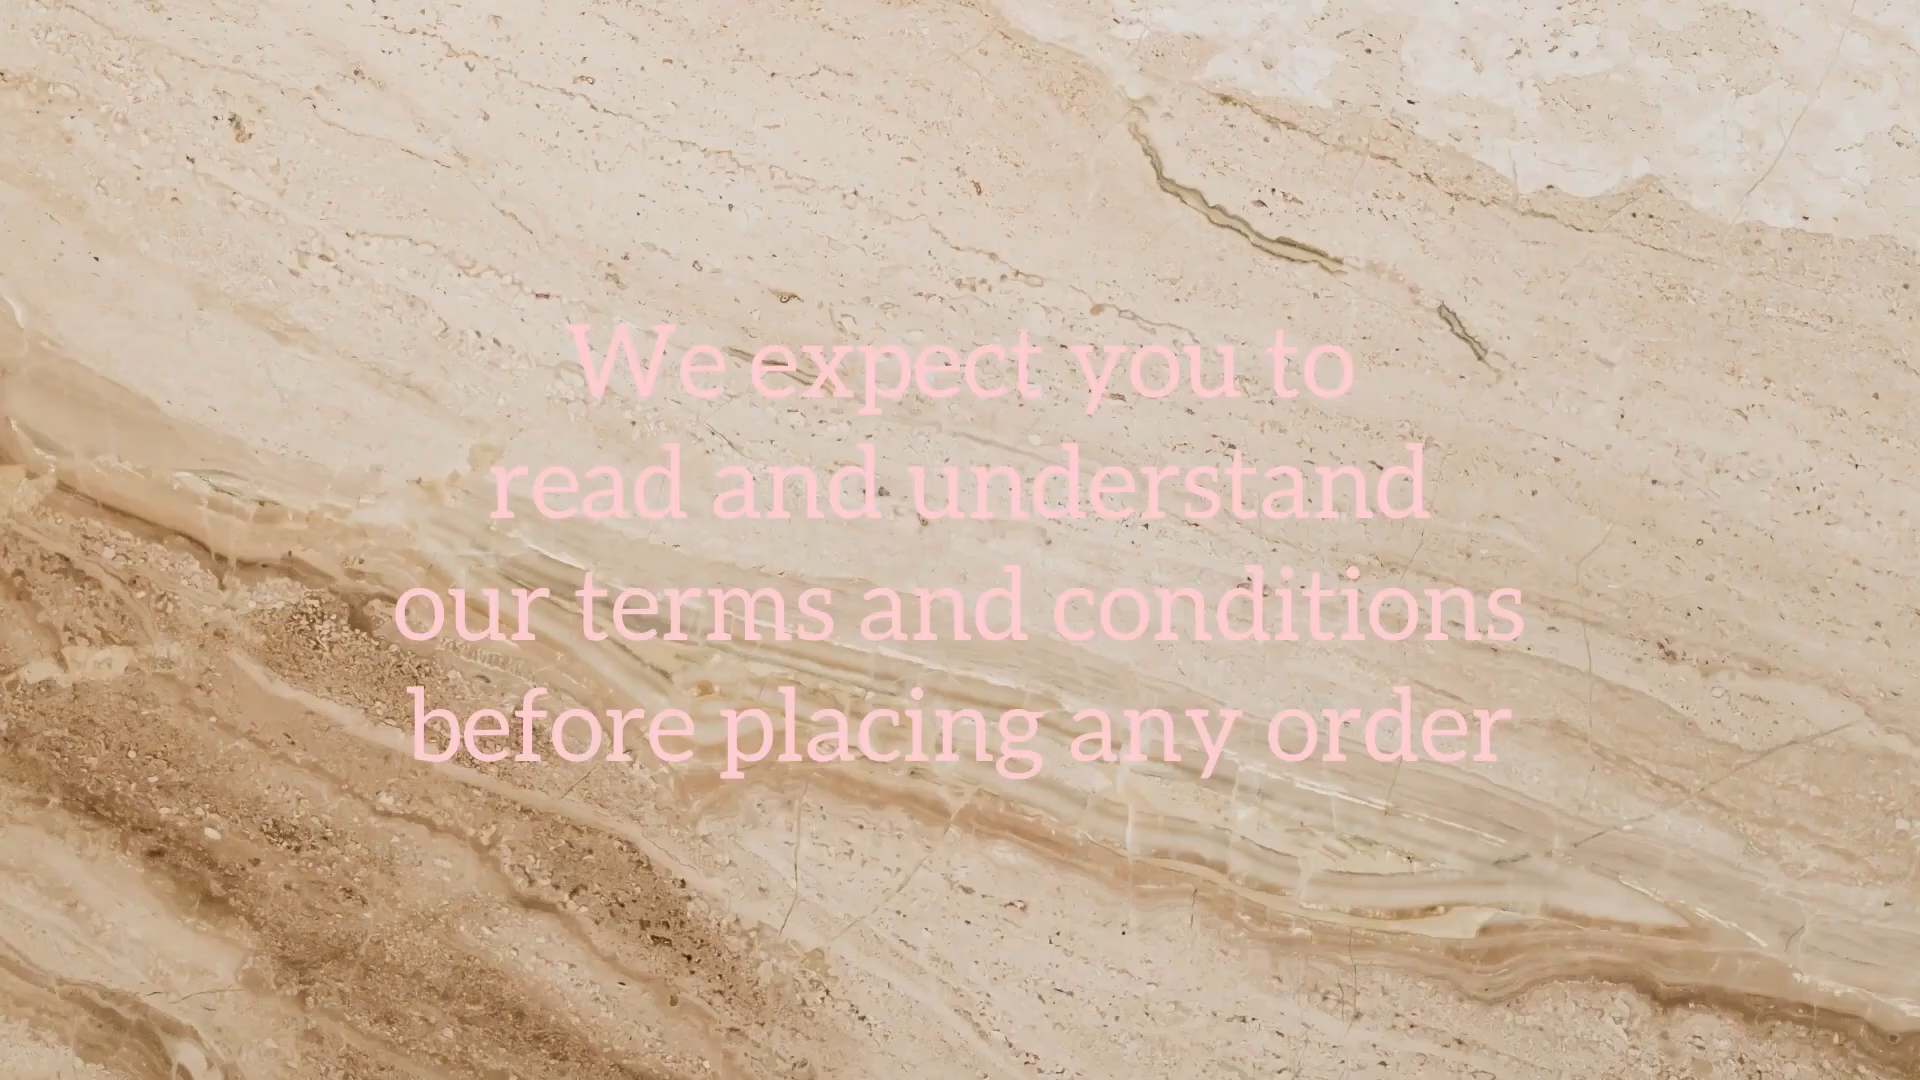 We expect you to
read and understand
our terms and conditions
before placing any order